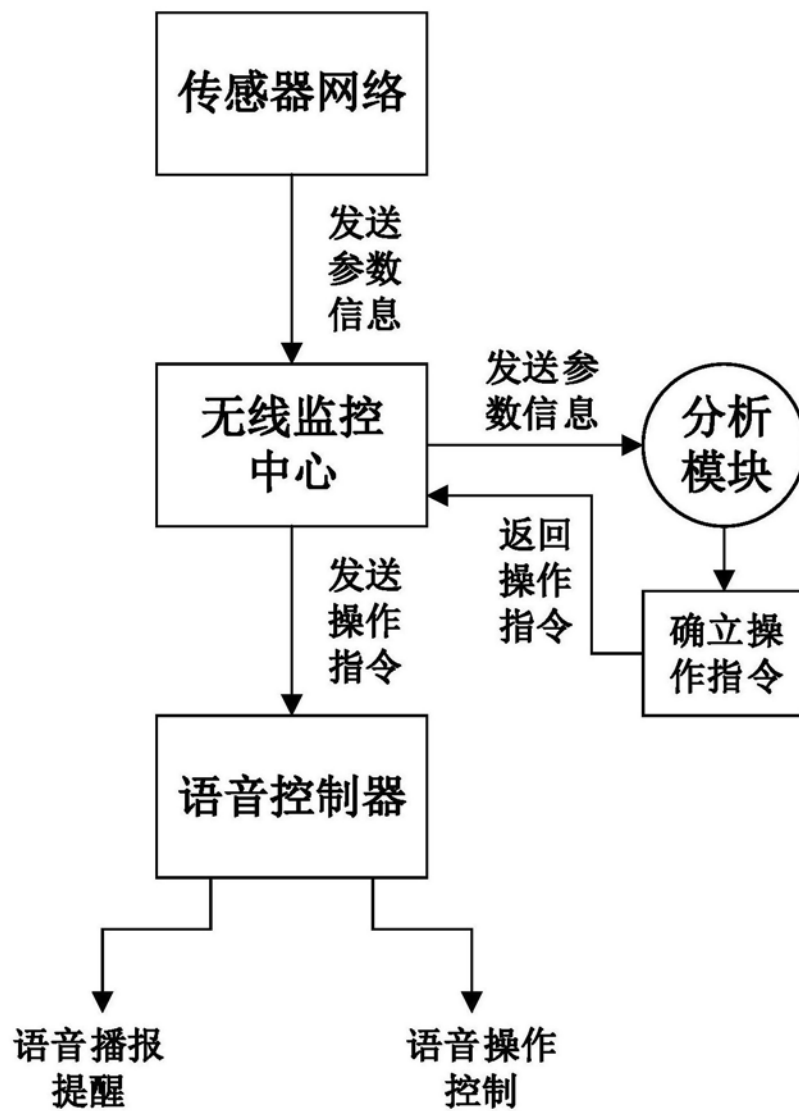 传感器网络
发送
参数
信息
无线监控
中心
发送参
数信息
分析
模块
返回
操作
指令
确立操
作指令
发送
操作
指令
语音控制器
语音播报
提醒
语音操作
控制